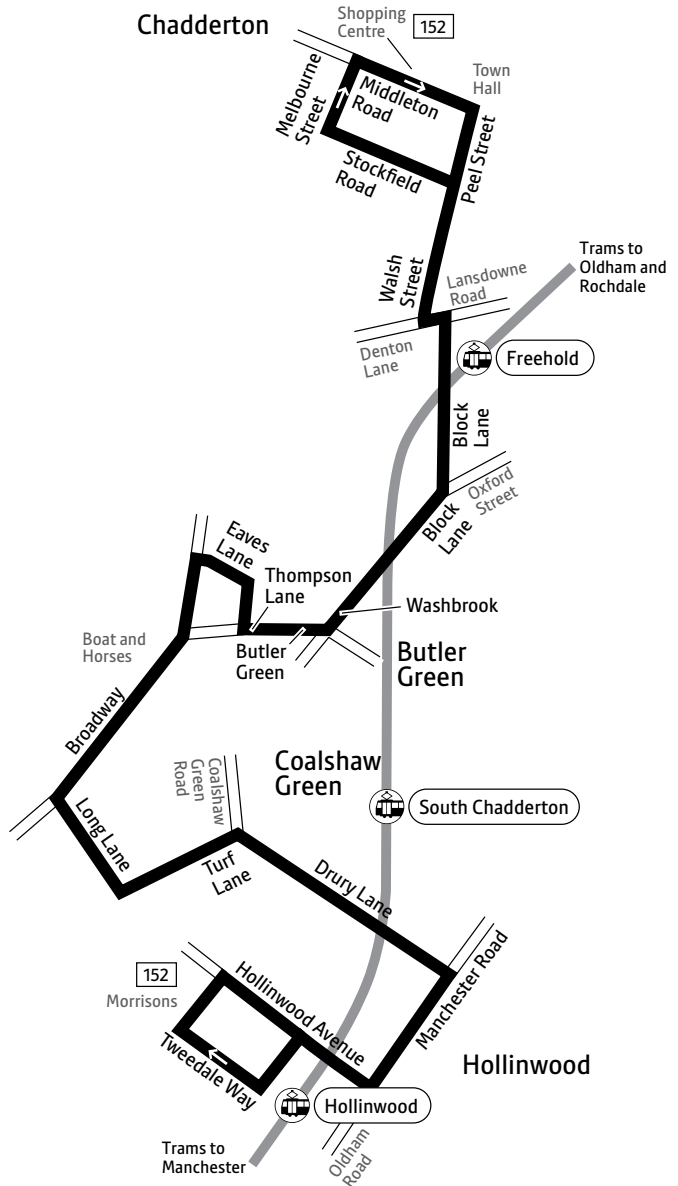 Chadderton
Shopping
Centre
152
Town
Hall
Melbourne
Street
Middleton
Road
Stockfield
Road
Peel Street
Walsh
Street
Lansdowne
Road
Trams to
Oldham and
Rochdale
Denton
Lane
Freehold
Block
Lane
Oxford
Street
Block
Lane
Eaves
Lane
Thompson
Lane
Washbrook
Boat and
Horses
Butler
Green
Butler
Green
Broadway
Coalshaw
Green
Road
Coalshaw
Green
South Chadderton
Long Lane
Turf
Lane
Drury Lane
Manchester Road
152
Morrisons
Hollinwood Avenue
Tweedale Way
Hollinwood
Hollinwood
Oldham
Road
Trams to
Manchester